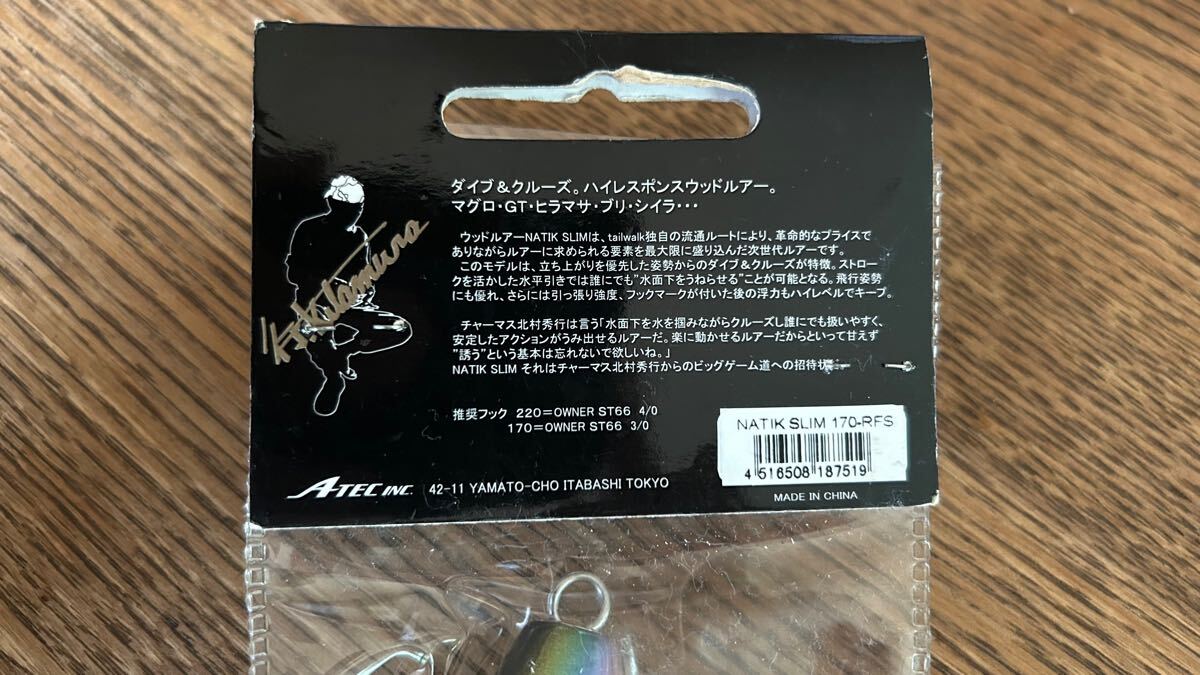 ダイブ&クルーズ。ハイレスポンスウッドルアー。
マグロ・GT・ヒラマサ・ブリ・シイラ・・・
ウッドルアーNATIK SLIMは、tailwalk独自の流通ルートにより、革命的なプライスで
ありながらルアーに求められる要素を最大限に盛り込んだ次世代ルアーです。
このモデルは、立ち上がりを優先した姿勢からのダイブ&クルーズが特徴。ストロー
クを活かした水平引きでは誰にでも"水面下をうねらせる"ことが可能となる。飛行姿勢
にも優れ、さらには引っ張り強度、フックマークが付いた後の浮力もハイレベルでキープ。
チャーマス北村秀行は言う「水面下を水を掴みながらクルーズし誰にでも扱いやすく、
安定したアクションがうみ出せるルアーだ。楽に動かせるルアーだからといって甘えず
"誘う"という基本は忘れないで欲しいね。」
NATIK SLIM それはチャーマス北村秀行からのビッグゲーム道への招待状
推奨フック 220=OWNER ST66 4/0
170=OWNER ST66 3/0
NATIK SLIM 170-RFS
4 516508 187519
A-TEC INC. 42-11 YAMATO-CHO ITABASHI TOKYO
MADE IN CHINA